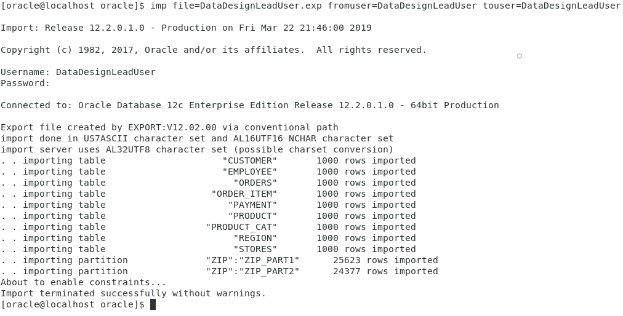 [oracle@localhost oracle]$ imp file=DataDesignLeadUser.exp fromuser=DataDesignLeadUser touser=DataDesignLeadUser
Import: Release 12.2.0.1.0 - Production on Fri Mar 22 21:46:00 2019
Copyright (c) 1982, 2017, Oracle and/or its affiliates.  All rights reserved.
Username: DataDesignLeadUser
Password:
Connected to: Oracle Database 12c Enterprise Edition Release 12.2.0.1.0 - 64bit Production
Export file created by EXPORT:V12.02.00 via conventional path
import done in US7ASCII character set and AL16UTF16 NCHAR character set
import server uses AL32UTF8 character set (possible charset conversion)
. . importing table                     "CUSTOMER"       1000 rows imported
. . importing table                     "EMPLOYEE"       1000 rows imported
. . importing table                       "ORDERS"       1000 rows imported
. . importing table                   "ORDER_ITEM"       1000 rows imported
. . importing table                      "PAYMENT"       1000 rows imported
. . importing table                      "PRODUCT"       1000 rows imported
. . importing table                  "PRODUCT_CAT"       1000 rows imported
. . importing table                       "REGION"       1000 rows imported
. . importing table                       "STORES"       1000 rows imported
. . importing partition              "ZIP":"ZIP_PART1"      25623 rows imported
. . importing partition              "ZIP":"ZIP_PART2"      24377 rows imported
About to enable constraints...
Import terminated successfully without warnings.
[oracle@localhost oracle]$